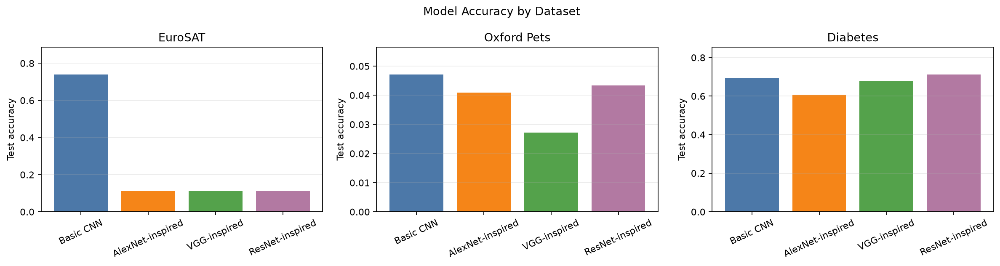 Model Accuracy by Dataset
EuroSAT
Test accuracy
0.8
0.6
0.4
0.2
0.0
Basic CNN
AlexNet-inspired
VGG-inspired
ResNet-inspired
Oxford Pets
Test accuracy
0.05
0.04
0.03
0.02
0.01
0.00
Basic CNN
AlexNet-inspired
VGG-inspired
ResNet-inspired
Diabetes
Test accuracy
0.8
0.6
0.4
0.2
0.0
Basic CNN
AlexNet-inspired
VGG-inspired
ResNet-inspired